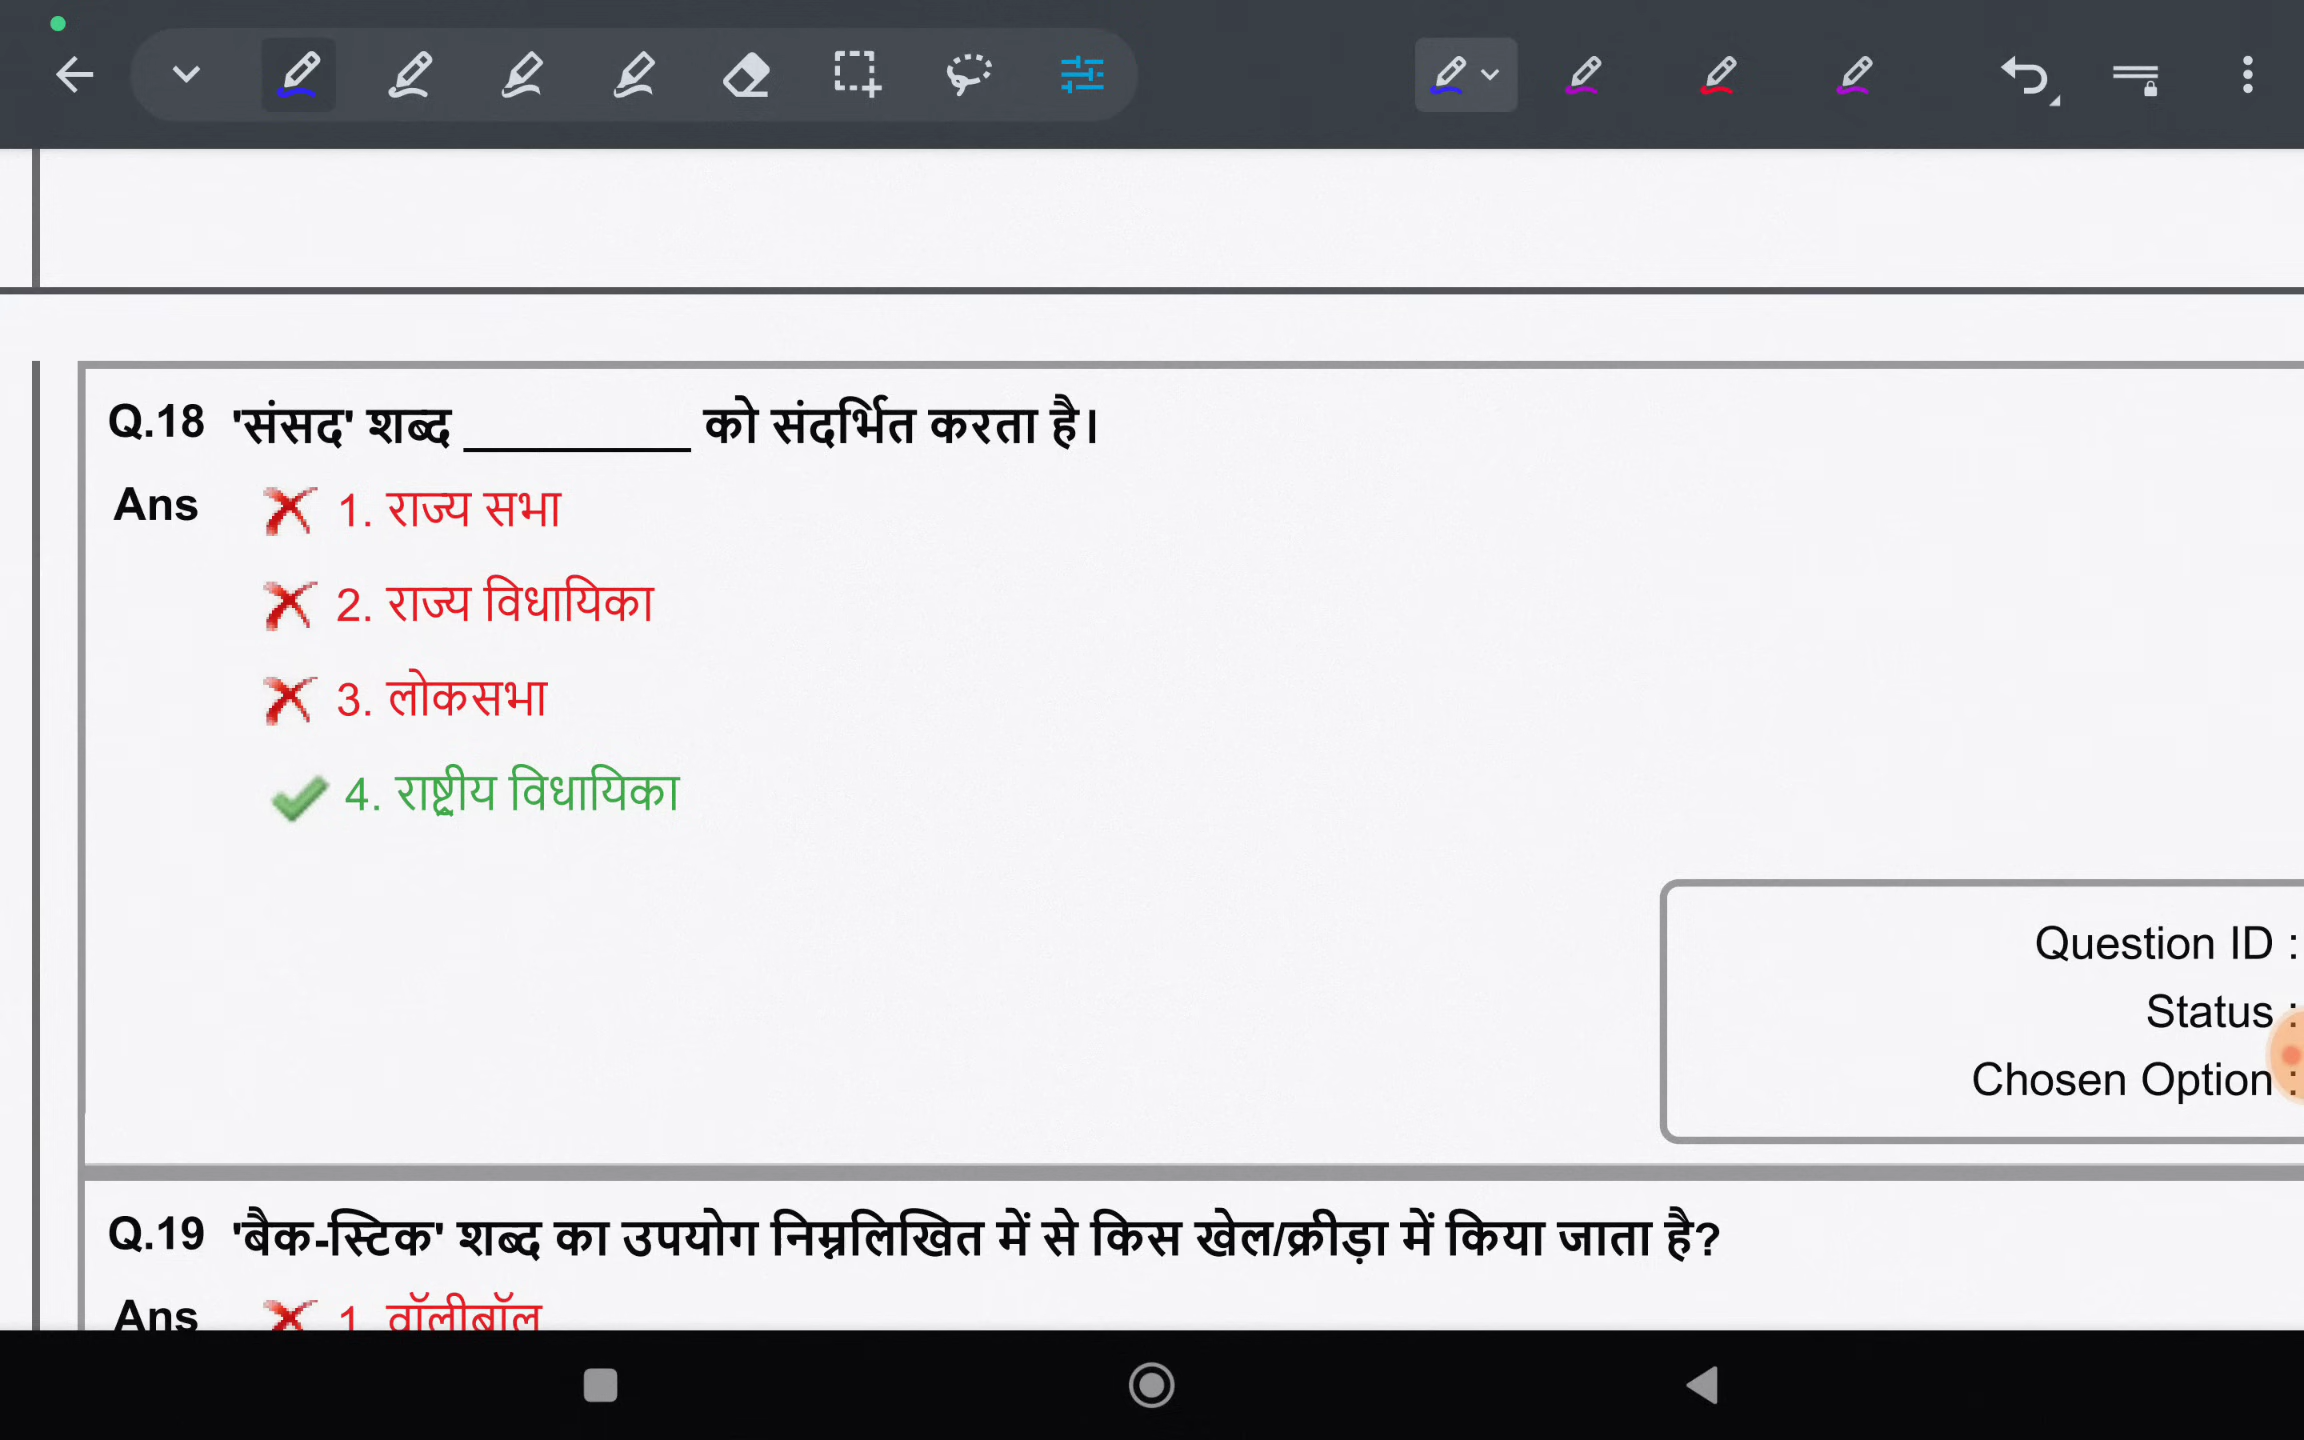 Q.18 'संसद' शब्द _________ को संदर्भित करता है।
Ans 1. राज्य सभा
2. राज्य विधायिका
3. लोकसभा
4. राष्ट्रीय विधायिका
Question ID :
Status :
Chosen Option :
Q.19 'बैक-स्टिक' शब्द का उपयोग निम्नलिखित में से किस खेल/क्रीड़ा में किया जाता है?
Ans 1. वॉलीबॉल